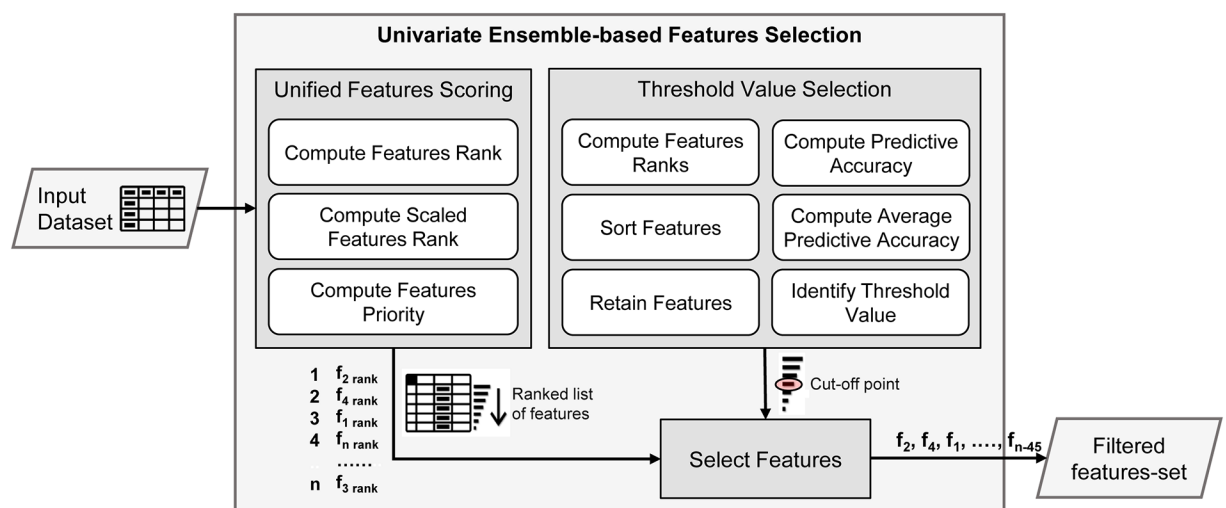 Univariate Ensemble-based Features Selection
Unified Features Scoring
Compute Features Rank
Compute Scaled
Features Rank
Compute Features
Priority
Threshold Value Selection
Compute Features
Ranks
Sort Features
Retain Features
Compute Predictive
Accuracy
Compute Average
Predictive Accuracy
Identify Threshold
Value
Input
Dataset
1 f2 rank
2 f4 rank
3 f1 rank
4 fn rank
......
n f3 rank
Ranked list
of features
Cut-off point
Select Features
f2, f4, f1, ...., fn-45
Filtered
features-set